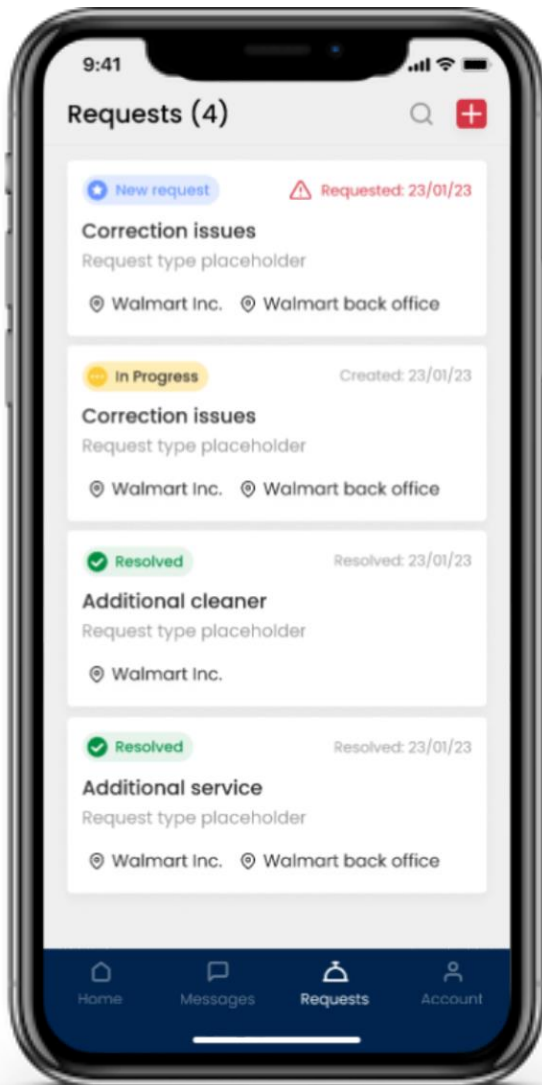 9:41
Requests (4)
New request Requested: 23/01/23
Correction issues
Request type placeholder
Walmart Inc. Walmart back office
In Progress Created: 23/01/23
Correction issues
Request type placeholder
Walmart Inc. Walmart back office
Resolved Resolved: 23/01/23
Additional cleaner
Request type placeholder
Walmart Inc.
Resolved Resolved: 23/01/23
Additional service
Request type placeholder
Walmart Inc. Walmart back office
Home Messages Requests Account